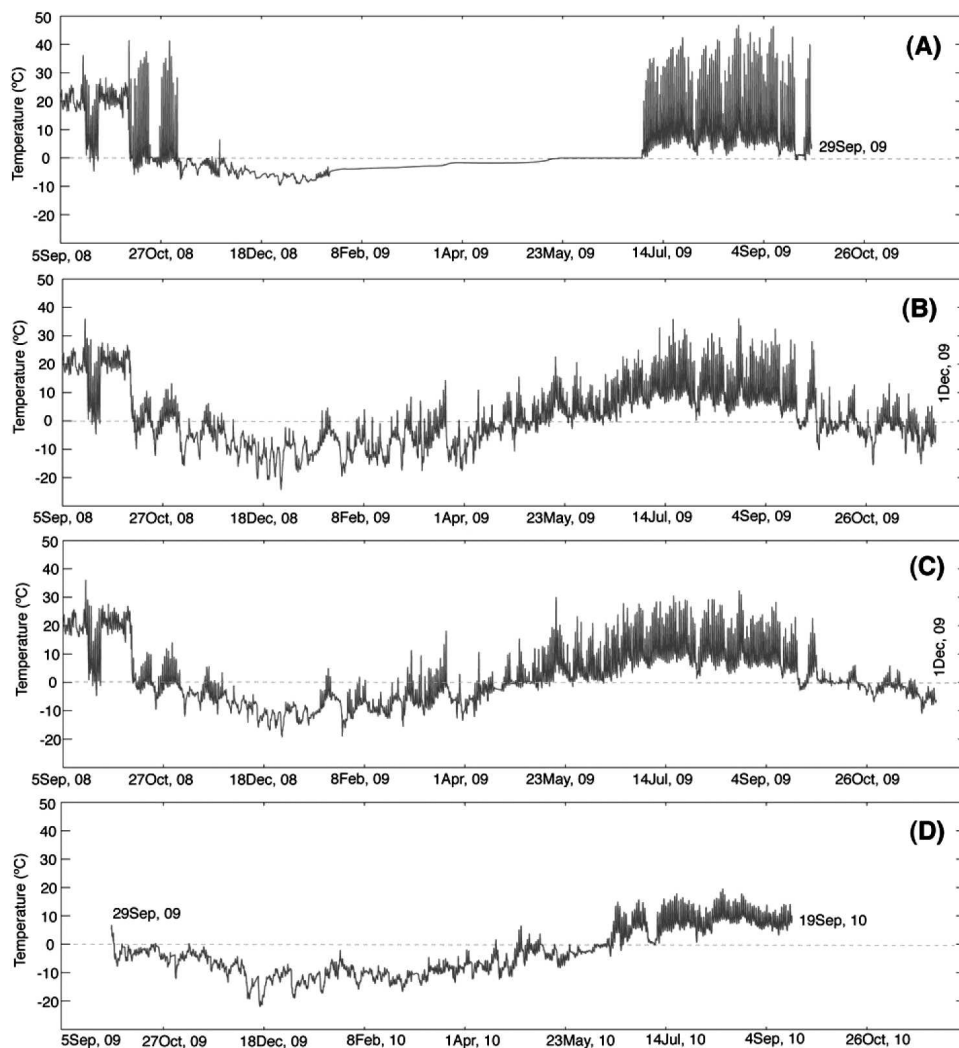 50
(A)
40
30
20
10
0
-10
-20
Temperature (ºC)
29Sep, 09
5Sep, 08 27Oct, 08 18Dec, 08 8Feb, 09 1Apr, 09 23May, 09 14Jul, 09 4Sep, 09 26Oct, 09
50
(B)
40
30
20
10
0
-10
-20
Temperature (ºC)
1Dec, 09
5Sep, 08 27Oct, 08 18Dec, 08 8Feb, 09 1Apr, 09 23May, 09 14Jul, 09 4Sep, 09 26Oct, 09
50
(C)
40
30
20
10
0
-10
-20
Temperature (ºC)
1Dec, 09
5Sep, 08 27Oct, 08 18Dec, 08 8Feb, 09 1Apr, 09 23May, 09 14Jul, 09 4Sep, 09 26Oct, 09
50
(D)
40
30
20
10
0
-10
-20
Temperature (ºC)
29Sep, 09
19Sep, 10
5Sep, 09 27Oct, 09 18Dec, 09 8Feb, 10 1Apr, 10 23May, 10 14Jul, 10 4Sep, 10 26Oct, 10